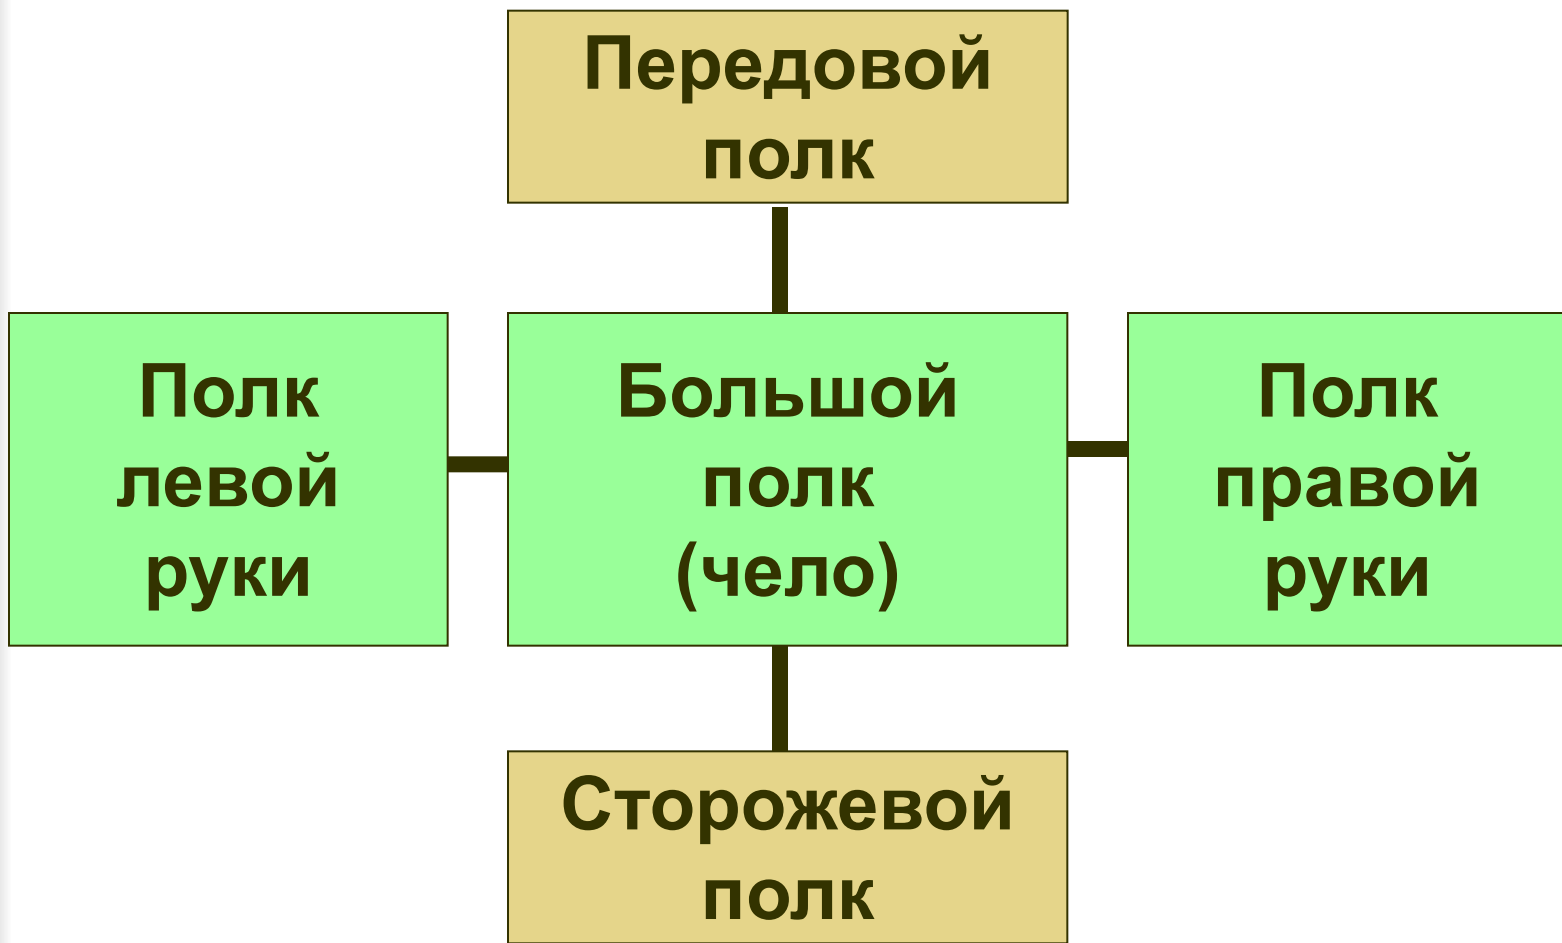 Передовой
полк
Полк
левой
руки
Большой
полк
(чело)
Полк
правой
руки
Сторожевой
полк